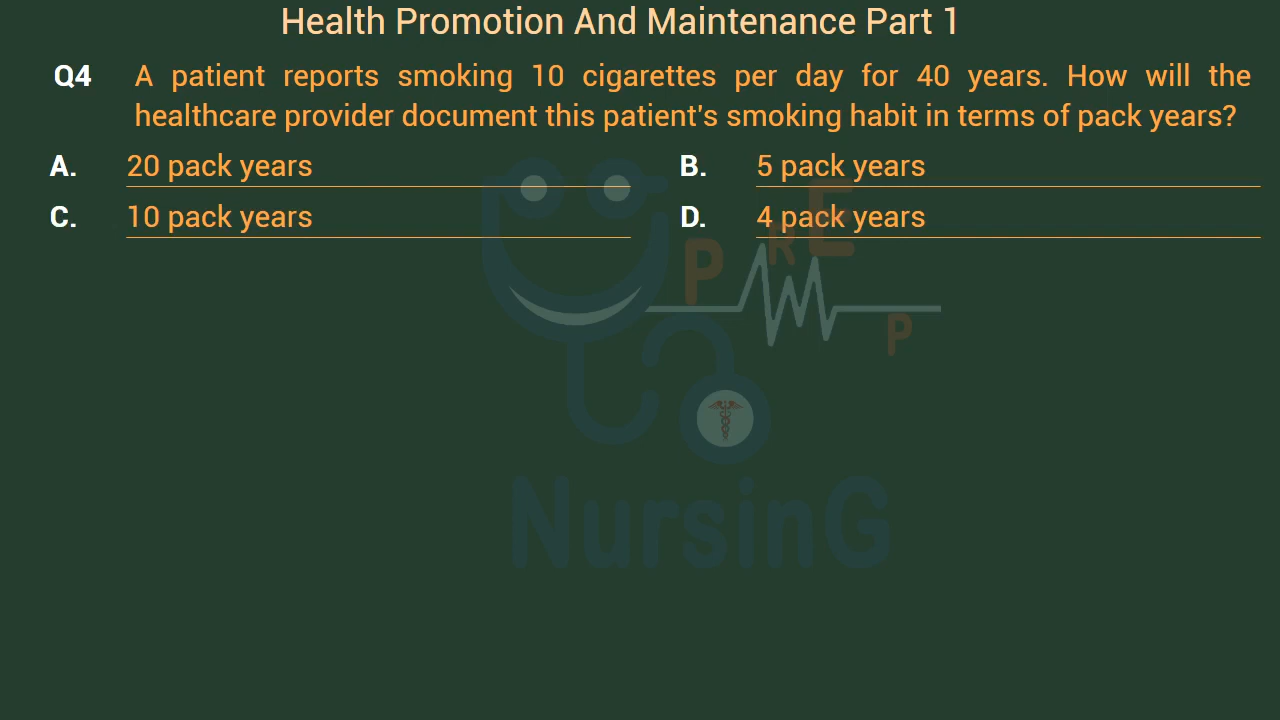 Health Promotion And Maintenance Part 1
Q4 A patient reports smoking 10 cigarettes per day for 40 years. How will the
healthcare provider document this patient's smoking habit in terms of pack years?
A. 20 pack years B. 5 pack years
C. 10 pack years D. 4 pack years
PREP
NursinG